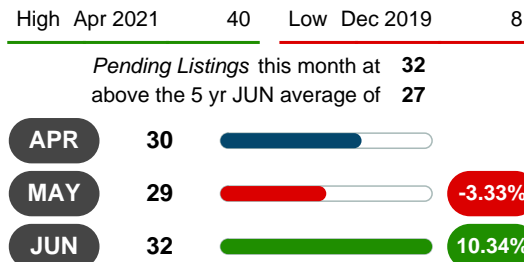 High Apr 2021 40 Low Dec 2019 8
Pending Listings this month at 32
above the 5 yr JUN average of 27
APR 30
MAY 29 -3.33%
JUN 32 10.34%